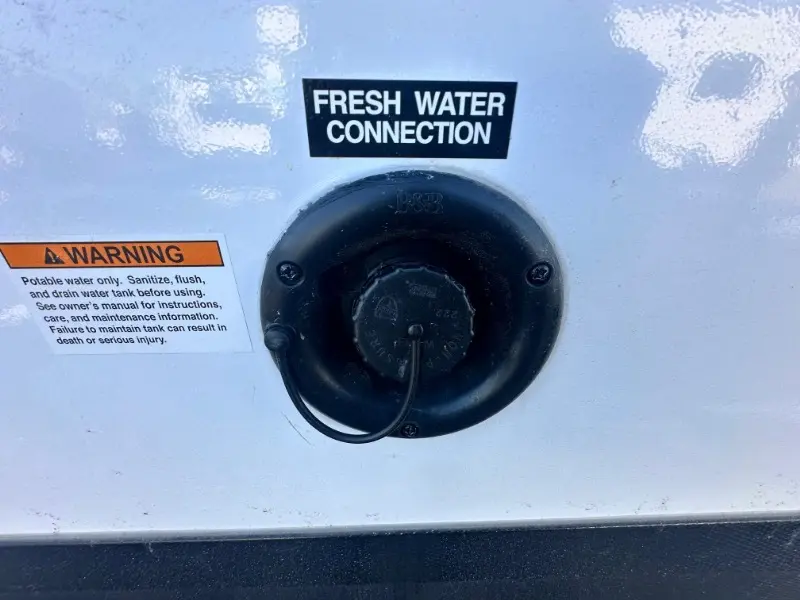 FRESH WATER
CONNECTION
WARNING
Potable water only. Sanitize, flush,
and drain water tank before using.
See owner's manual for instructions,
care, and maintenance information.
Failure to maintain tank can result in
death or serious injury.